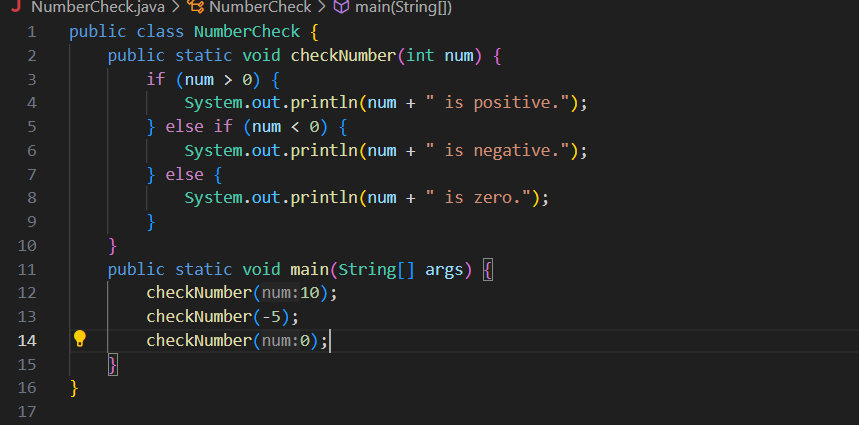 J NumberCheck.java > NumberCheck > main(String[])
1 public class NumberCheck {
2     public static void checkNumber(int num) {
3         if (num > 0) {
4             System.out.println(num + " is positive.");
5         } else if (num < 0) {
6             System.out.println(num + " is negative.");
7         } else {
8             System.out.println(num + " is zero.");
9         }
10     }
11     public static void main(String[] args) {
12         checkNumber(num:10);
13         checkNumber(-5);
14         checkNumber(num:0);
15     }
16 }
17